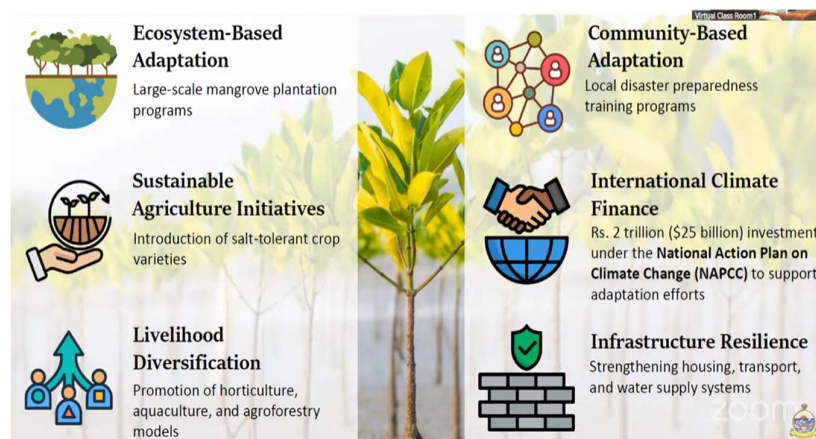 Virtual Class Room1
Ecosystem-Based
Adaptation
Large-scale mangrove plantation
programs
Community-Based
Adaptation
Local disaster preparedness
training programs
Sustainable
Agriculture Initiatives
Introduction of salt-tolerant crop
varieties
International Climate
Finance
Rs. 2 trillion ($25 billion) investment
under the National Action Plan on
Climate Change (NAPCC) to support
adaptation efforts
Livelihood
Diversification
Promotion of horticulture,
aquaculture, and agroforestry
models
Infrastructure Resilience
Strengthening housing, transport,
and water supply systems
zoom